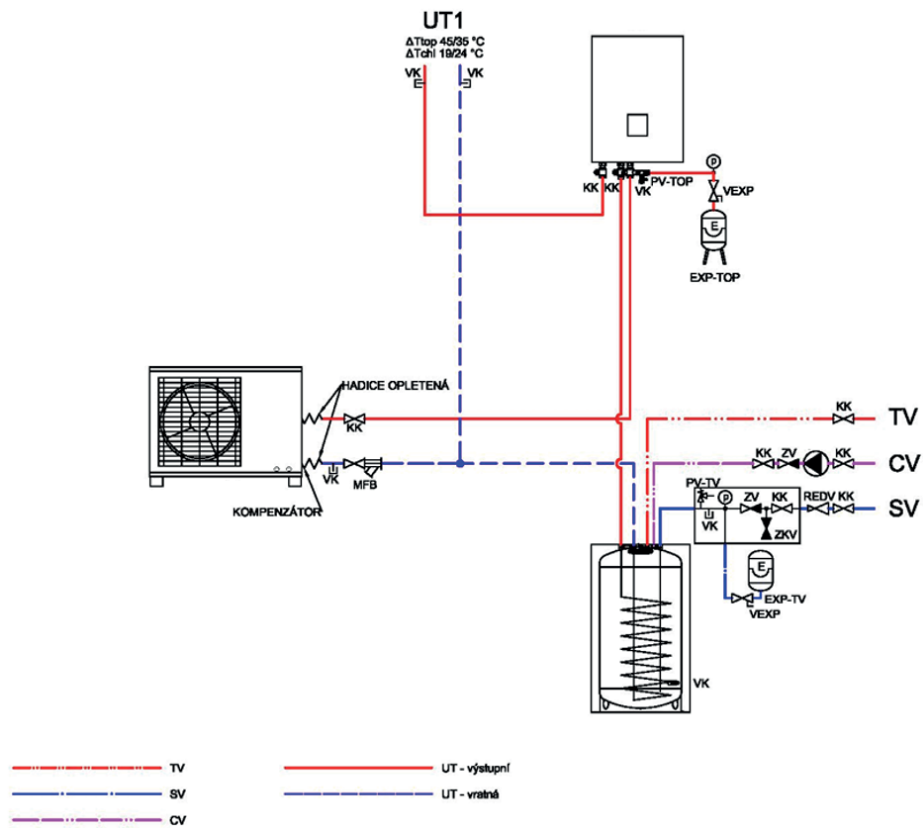 UT1
ΔTtop 45/35 °C
ΔTchl 19/24 °C
VK VK
P
KK KK VK PV-TOP
VEXP
E
EXP-TOP
HADICE OPLETENÁ
KK
KK TV
KK ZV KK CV
VK MFB
PV-TV P ZV KK REDV KK SV
KOMPENZÁTOR
VK
ZKV
E
EXP-TV
VEXP
VK
TV UT - výstupní
SV UT - vratná
CV